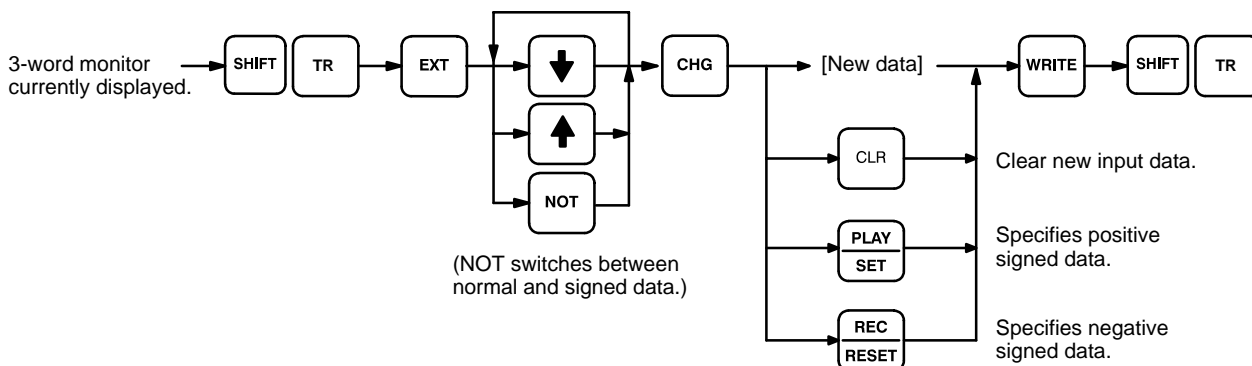 3-word monitor
currently displayed.
SHIFT
TR
EXT
CHG
[New data]
WRITE
SHIFT
TR
CLR
Clear new input data.
NOT
PLAY
SET
Specifies positive
signed data.
(NOT switches between
normal and signed data.)
REC
RESET
Specifies negative
signed data.